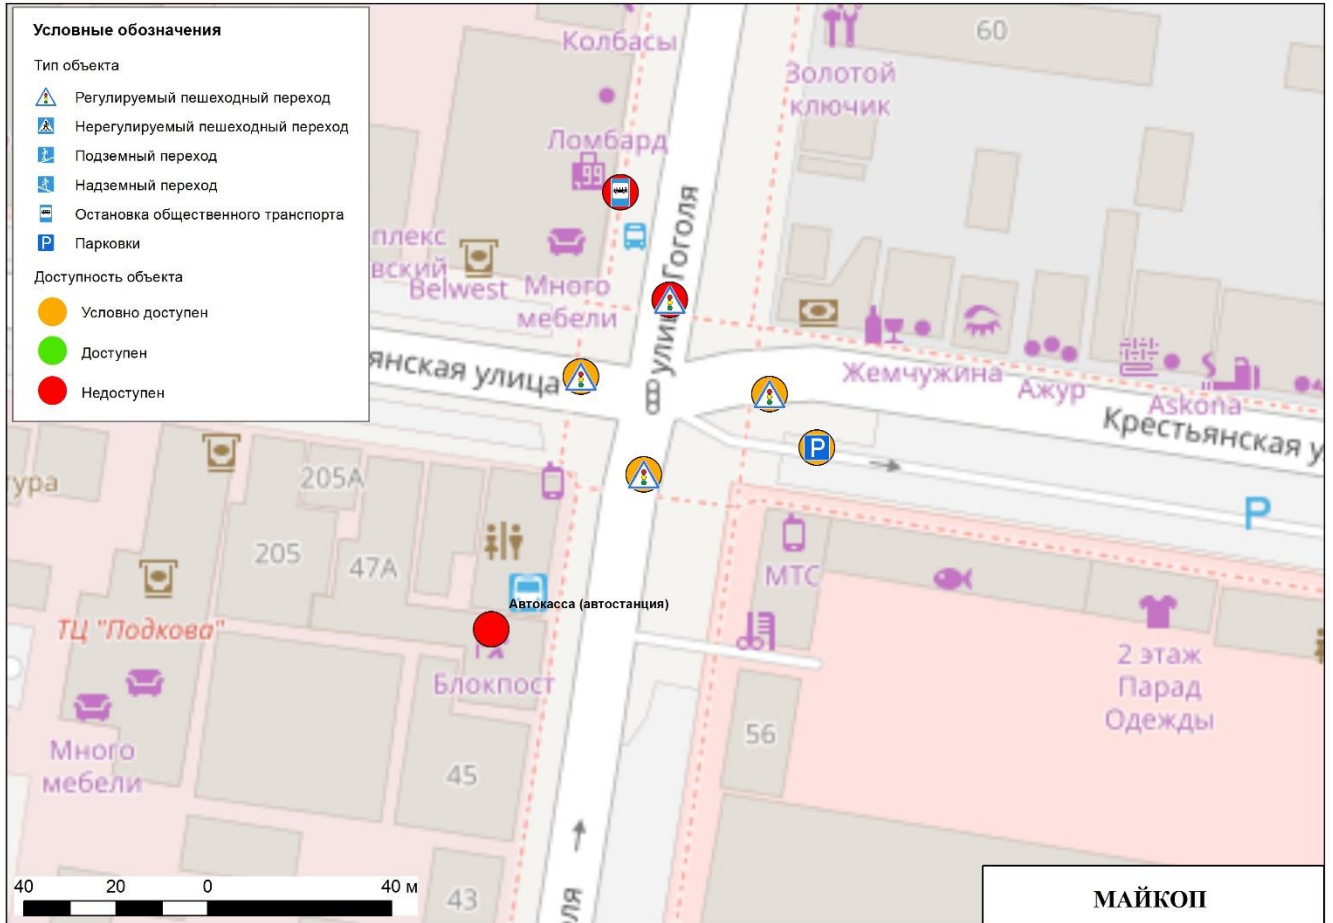 Условные обозначения
Тип объекта
Регулируемый пешеходный переход
Нерегулируемый пешеходный переход
Подземный переход
Надземный переход
Остановка общественного транспорта
P Парковки
Доступность объекта
Условно доступен
Доступен
Недоступен
Колбасы
60
Золотой
ключик
Ломбард
99
улица Гоголя
плекс
вский
Belwest
Много
мебели
янская улица
Жемчужина
Ажур
Askona
Крестьянская у
P
P
ура
205А
205
47А
МТС
Автокасса (автостанция)
ТЦ "Подкова"
Блокпост
2 этаж
Парад
Одежды
56
Много
мебели
45
43
ля
40 20 0 40 м
МАЙКОП